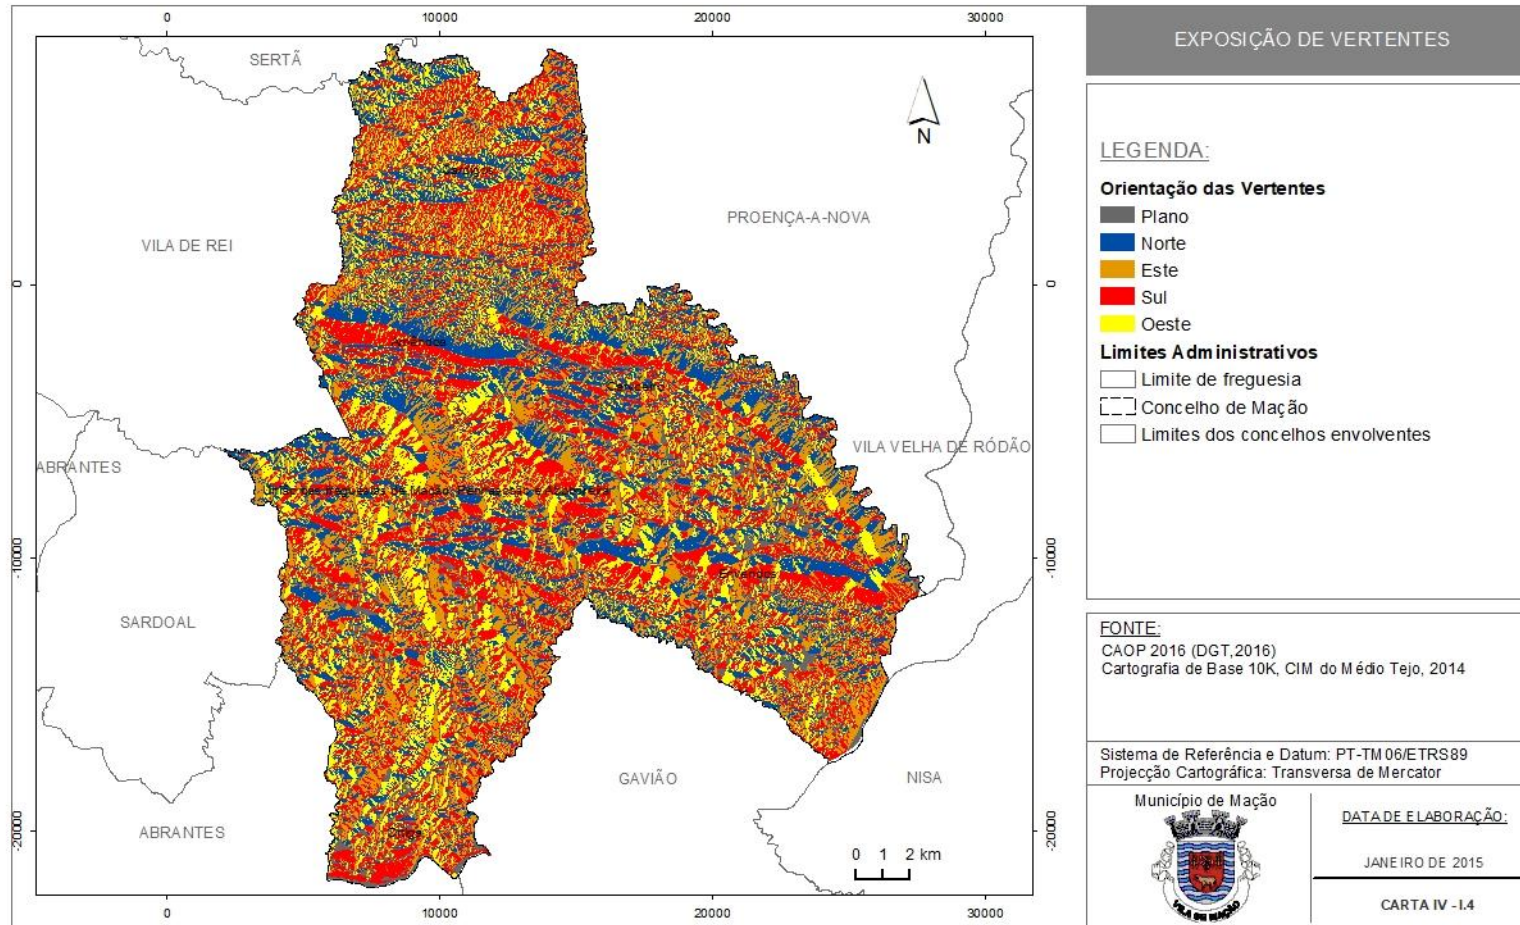 0
10000
20000
30000
EXPOSIÇÃO DE VERTENTES
SERTÃ
N
PROENÇA-A-NOVA
VILA DE REI
0
0
VILA VELHA DE RÓDÃO
ABRANTES
-10000
-10000
Envendos
SARDOAL
GAVIÃO
NISA
ABRANTES
-20000
-20000
0 1 2 km
0
10000
20000
30000
LEGENDA:
Orientação das Vertentes
Plano
Norte
Este
Sul
Oeste
Limites Administrativos
Limite de freguesia
Concelho de Mação
Limites dos concelhos envolventes
FONTE:
CAOP 2016 (DGT,2016)
Cartografia de Base 10K, CIM do Médio Tejo, 2014
Sistema de Referência e Datum: PT-TM06/ETRS89
Projecção Cartográfica: Transversa de Mercator
Município de Mação
VILA DE MAÇÃO
DATA DE ELABORAÇÃO:
JANEIRO DE 2015
CARTA IV - I.4